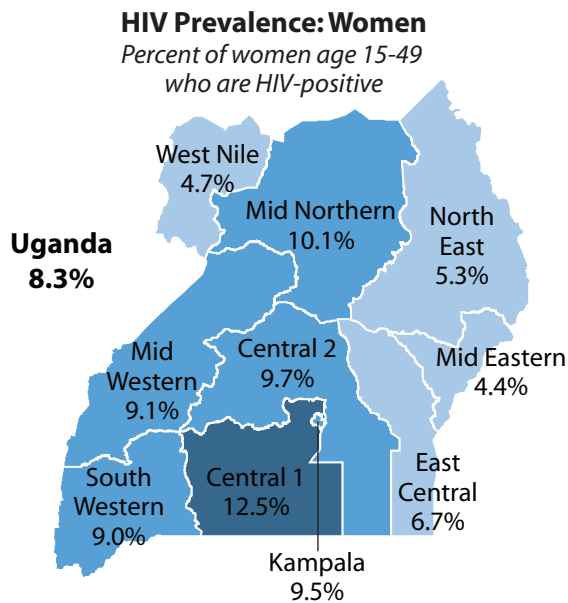 HIV Prevalence: Women
Percent of women age 15-49
who are HIV-positive
West Nile
4.7%
Mid Northern
10.1%
North
East
5.3%
Uganda
8.3%
Mid
Western
9.1%
Central 2
9.7%
Mid Eastern
4.4%
South
Western
9.0%
Central 1
12.5%
East
Central
6.7%
Kampala
9.5%